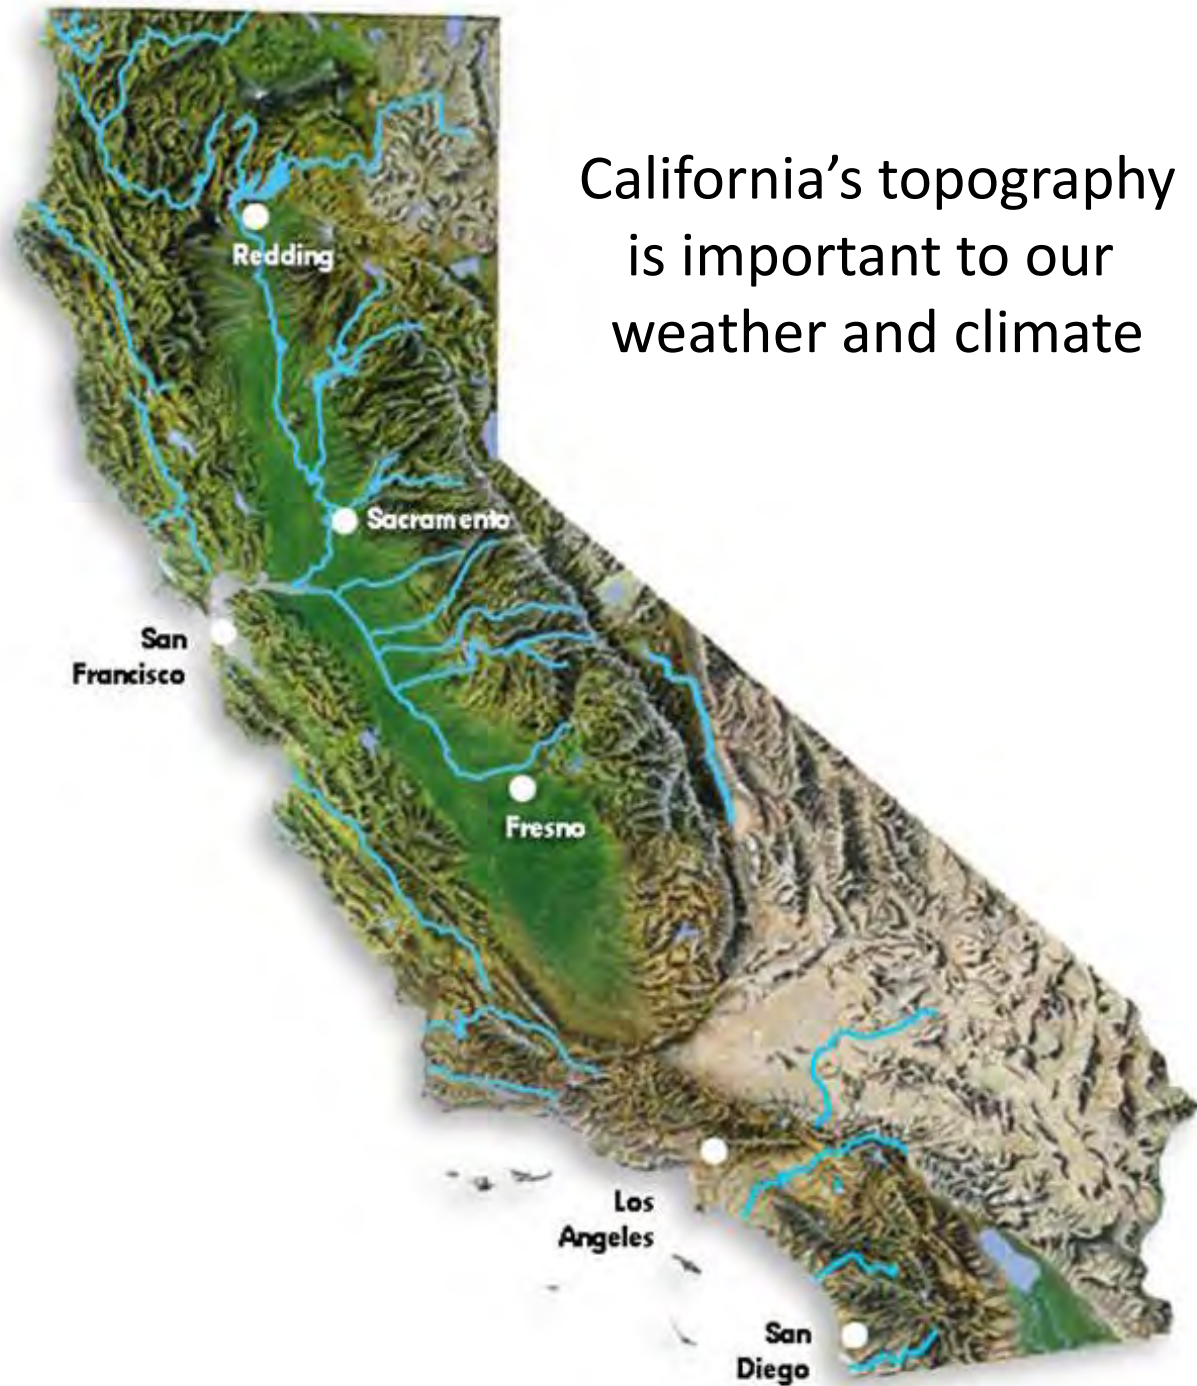 California’s topography
is important to our
weather and climate
Redding
Sacramento
San
Francisco
Fresno
Los
Angeles
San
Diego